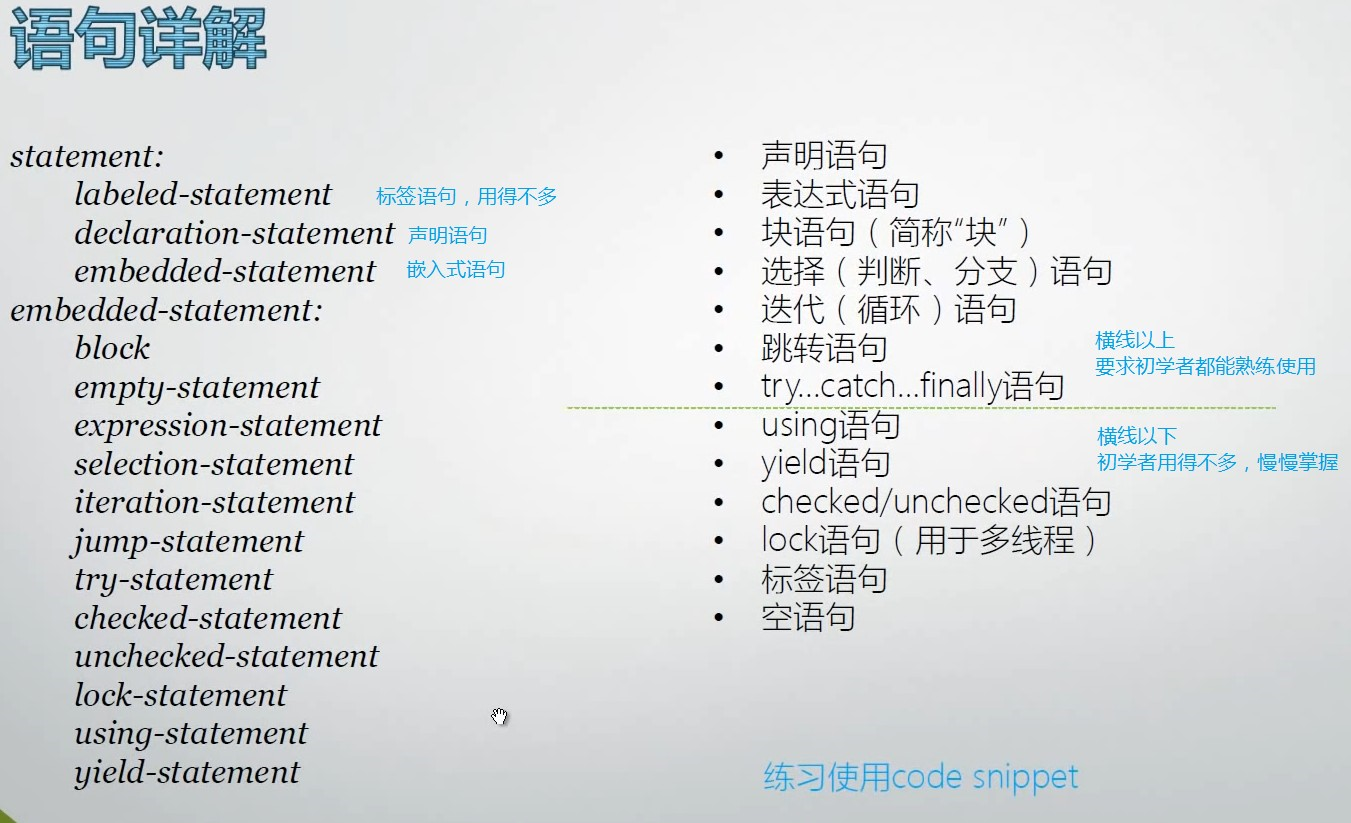 语句详解
statement:
labeled-statement 标签语句，用得不多
declaration-statement 声明语句
embedded-statement 嵌入式语句
embedded-statement:
block
empty-statement
expression-statement
selection-statement
iteration-statement
jump-statement
try-statement
checked-statement
unchecked-statement
lock-statement
using-statement
yield-statement
• 声明语句
• 表达式语句
• 块语句（简称“块”）
• 选择（判断、分支）语句
• 迭代（循环）语句
• 跳转语句
• try...catch...finally语句
横线以上
要求初学者都能熟练使用
• using语句
• yield语句
• checked/unchecked语句
• lock语句（用于多线程）
• 标签语句
• 空语句
横线以下
初学者用得不多，慢慢掌握
练习使用code snippet